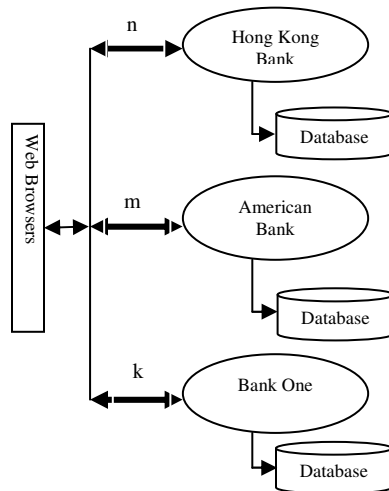 n
Hong Kong
Bank
Database
Web Browsers
m
American
Bank
Database
k
Bank One
Database